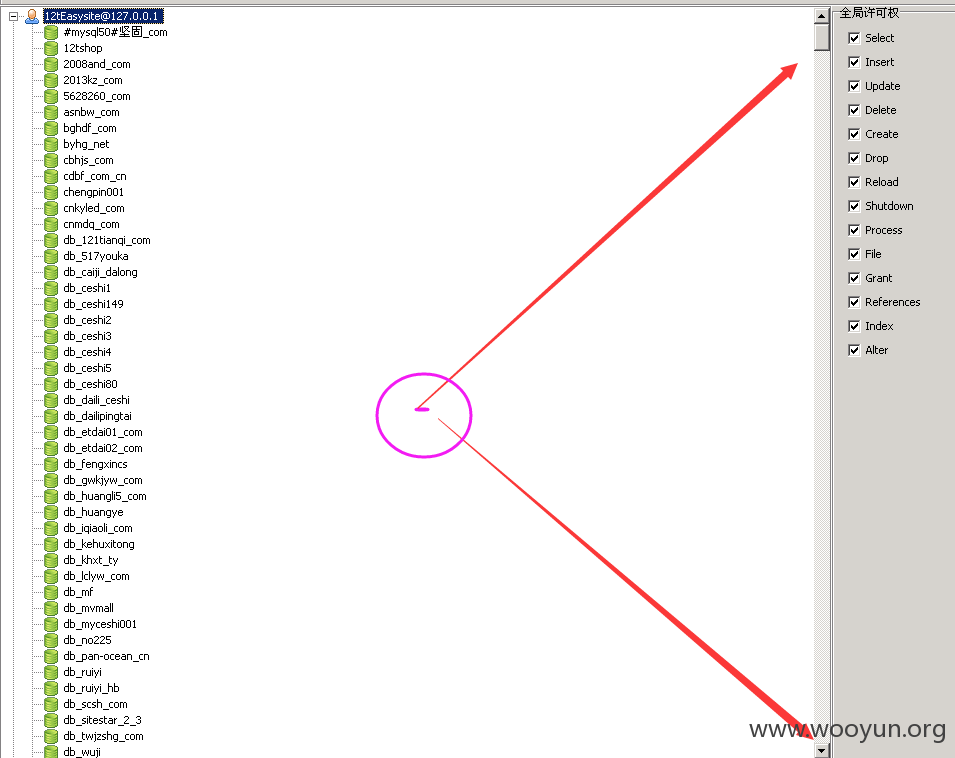 12tEasysite@127.0.0.1
#mysql50#坚固_com
12tshop
2008and_com
2013kz_com
5628260_com
asnbw_com
bghdf_com
byhg_net
cbhjs_com
cdbf_com_cn
chengpin001
cnkyled_com
cnmdq_com
db_121tianqi_com
db_517youka
db_caiji_dalong
db_ceshi1
db_ceshi149
db_ceshi2
db_ceshi3
db_ceshi4
db_ceshi5
db_ceshi80
db_daili_ceshi
db_dailipingtai
db_etdai01_com
db_etdai02_com
db_fengxincs
db_gwkjyw_com
db_huangli5_com
db_huangye
db_iqiaoli_com
db_kehuxitong
db_khxt_ty
db_lclyw_com
db_mf
db_mvmall
db_myceshi001
db_no225
db_pan-ocean_cn
db_ruiyi
db_ruiyi_hb
db_scsh_com
db_sitestar_2_3
db_twjzshg_com
db_wuji
全局许可权
Select
Insert
Update
Delete
Create
Drop
Reload
Shutdown
Process
File
Grant
References
Index
Alter
www.wooyun.org